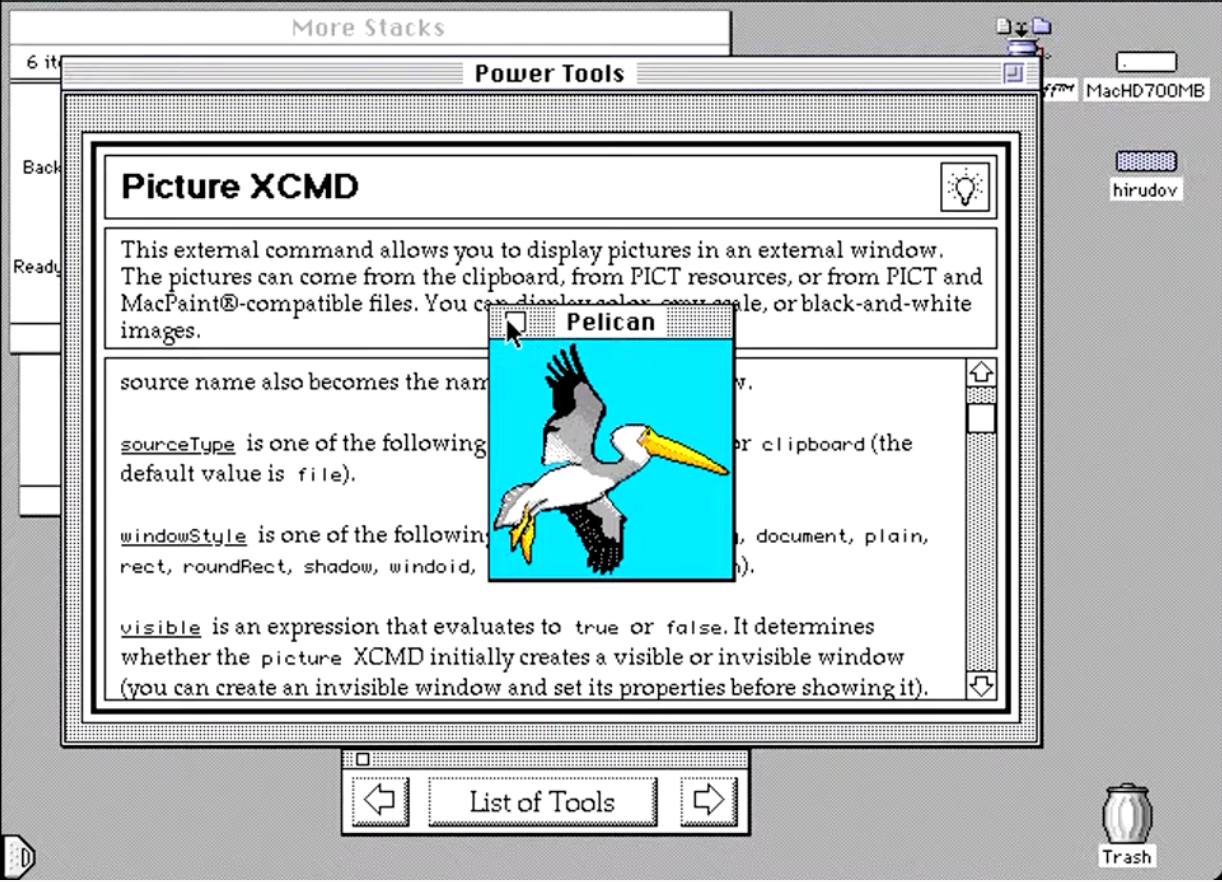 More Stacks
6 it
Power Tools
ff™
MacHD700MB
hirudov
Back
Ready
Picture XCMD
This external command allows you to display pictures in an external window.
The pictures can come from the clipboard, from PICT resources, or from PICT and
MacPaint®-compatible files. You can display color, gray scale, or black-and-white
images.
Pelican
source name also becomes the nam w.
sourceType is one of the following or clipboard (the
default value is file).
windowStyle is one of the following document, plain,
rect, roundRect, shadow, windoid, ).
visible is an expression that evaluates to true or false. It determines
whether the picture XCMD initially creates a visible or invisible window
(you can create an invisible window and set its properties before showing it).
List of Tools
Trash